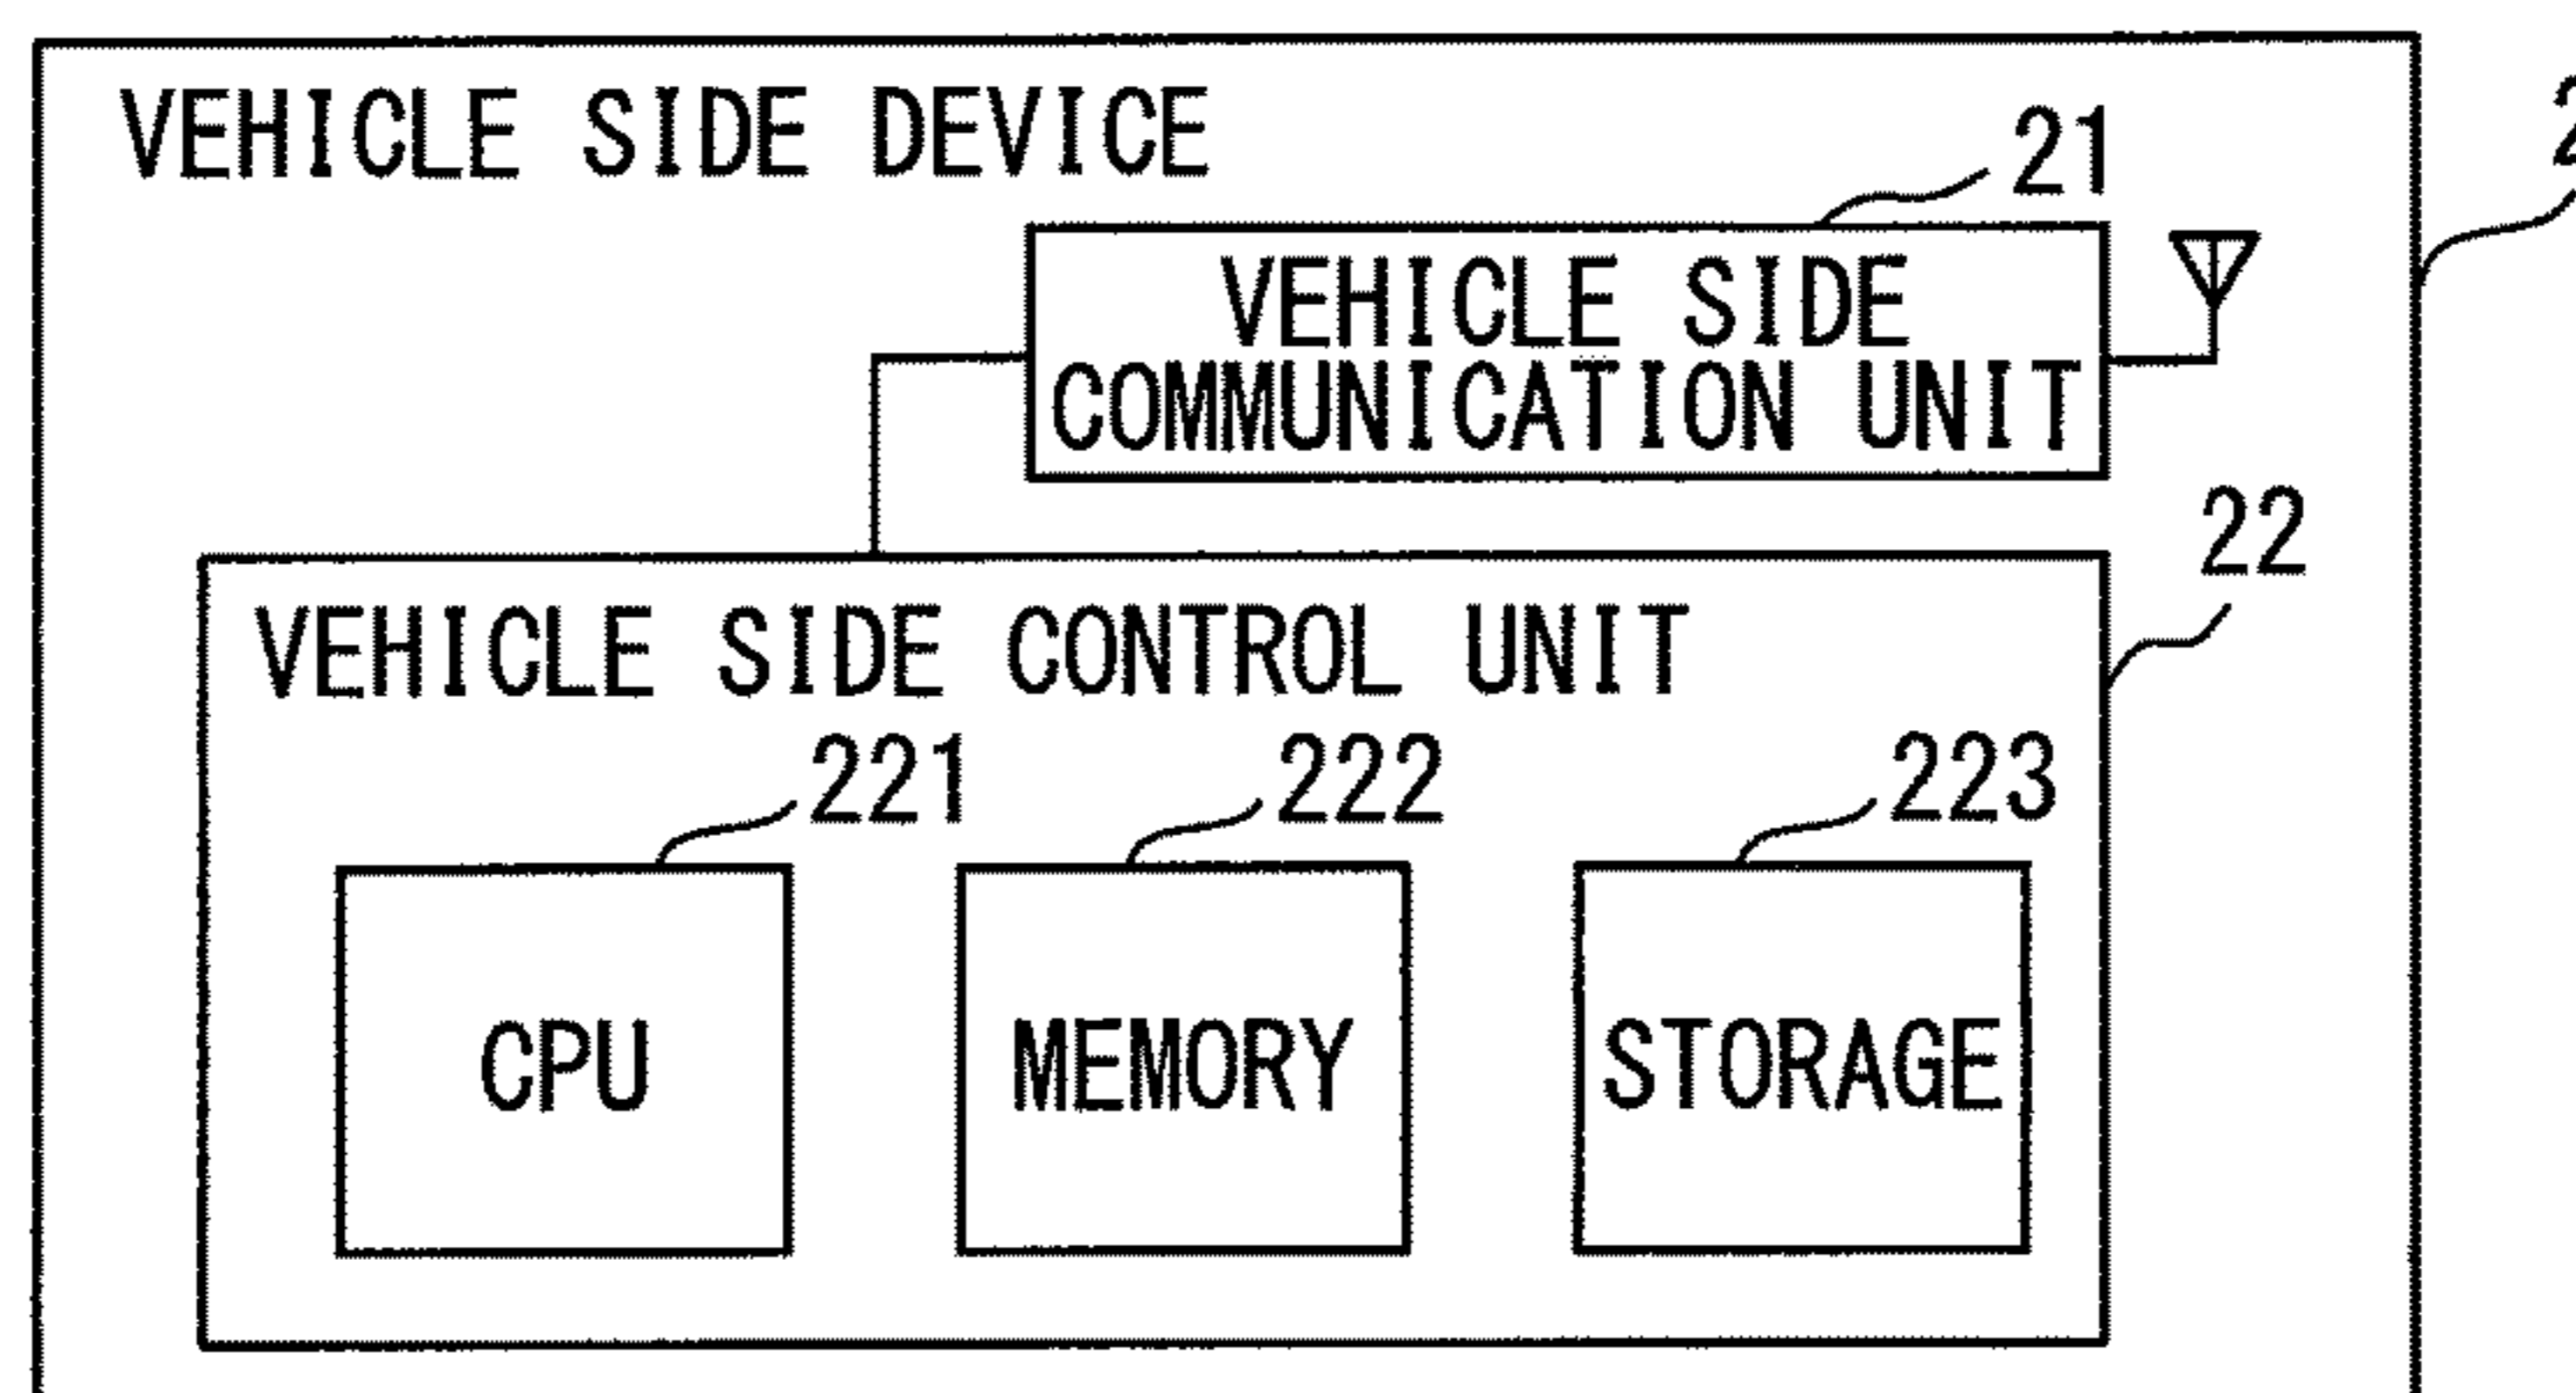 VEHICLE SIDE DEVICE
21
VEHICLE SIDE
COMMUNICATION UNIT
22
VEHICLE SIDE CONTROL UNIT
221
222
223
CPU
MEMORY
STORAGE